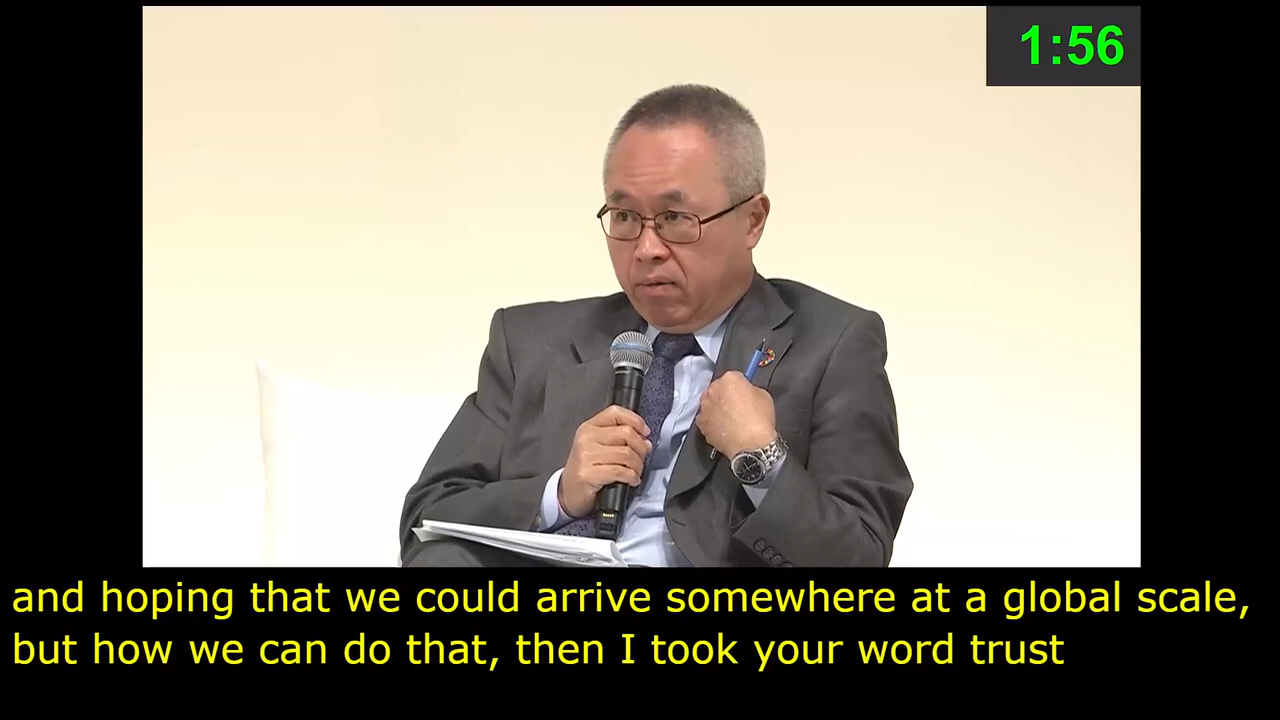 1:56
and hoping that we could arrive somewhere at a global scale,
but how we can do that, then I took your word trust